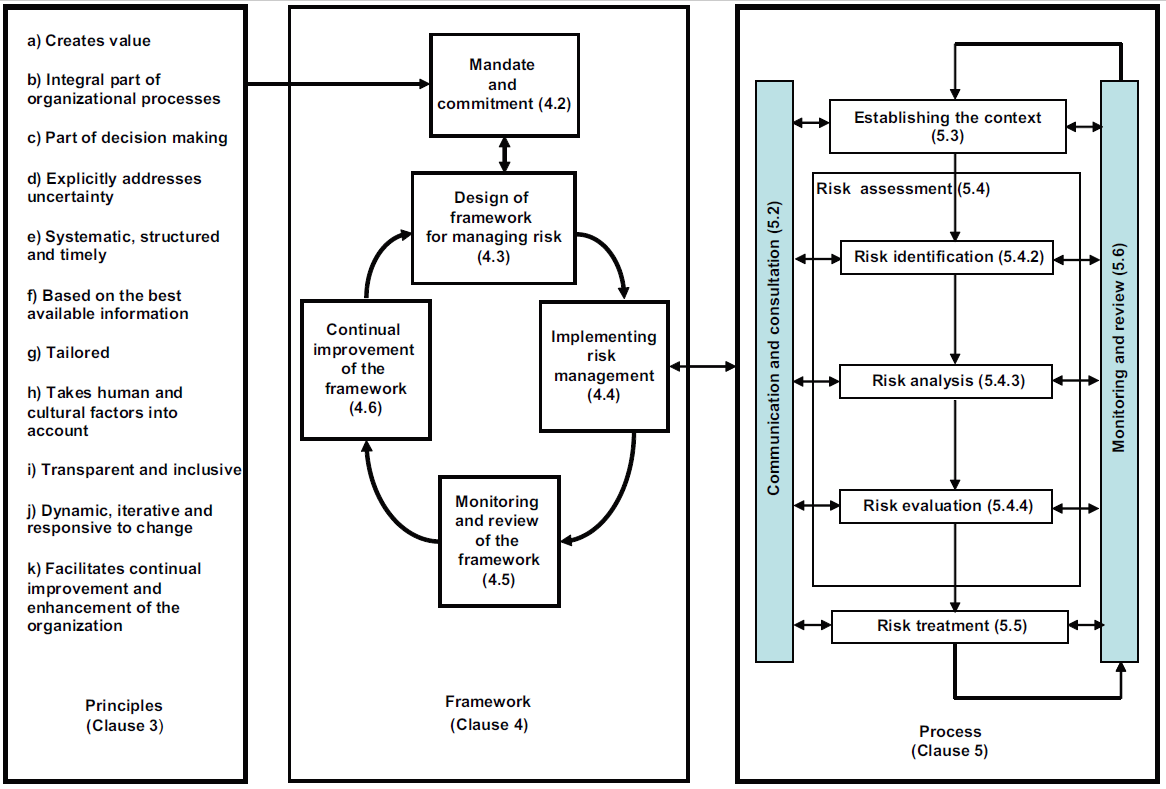 a) Creates value
b) Integral part of
organizational processes
c) Part of decision making
d) Explicitly addresses
uncertainty
e) Systematic, structured
and timely
f) Based on the best
available information
g) Tailored
h) Takes human and
cultural factors into
account
i) Transparent and inclusive
j) Dynamic, iterative and
responsive to change
k) Facilitates continual
improvement and
enhancement of the
organization
Principles
(Clause 3)
Mandate
and
commitment (4.2)
Design of
framework
for managing risk
(4.3)
Implementing
risk
management
(4.4)
Continual
improvement
of the
framework
(4.6)
Monitoring
and review
of the
framework
(4.5)
Framework
(Clause 4)
Communication and consultation (5.2)
Establishing the context
(5.3)
Risk assessment (5.4)
Risk identification (5.4.2)
Risk analysis (5.4.3)
Risk evaluation (5.4.4)
Risk treatment (5.5)
Monitoring and review (5.6)
Process
(Clause 5)